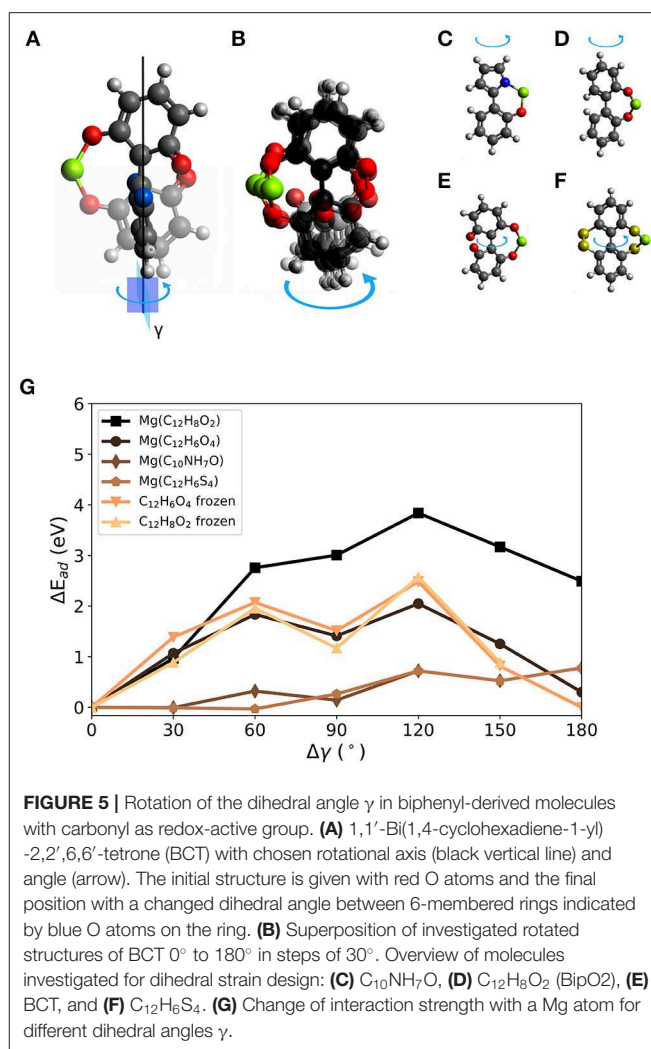 A
B
C
D
E
F
γ
G
ΔE_ad (eV)
6
5
4
3
2
1
0
Mg(C₁₂H₈O₂)
Mg(C₁₂H₆O₄)
Mg(C₁₀NH₇O)
Mg(C₁₂H₆S₄)
C₁₂H₆O₄ frozen
C₁₂H₈O₂ frozen
0 30 60 90 120 150 180
Δγ (°)
FIGURE 5 | Rotation of the dihedral angle γ in biphenyl-derived molecules
with carbonyl as redox-active group. (A) 1,1′-Bi(1,4-cyclohexadiene-1-yl)
-2,2′,6,6′-tetrone (BCT) with chosen rotational axis (black vertical line) and
angle (arrow). The initial structure is given with red O atoms and the final
position with a changed dihedral angle between 6-membered rings indicated
by blue O atoms on the ring. (B) Superposition of investigated rotated
structures of BCT 0° to 180° in steps of 30°. Overview of molecules
investigated for dihedral strain design: (C) C₁₀NH₇O, (D) C₁₂H₈O₂ (BipO2), (E)
BCT, and (F) C₁₂H₆S₄. (G) Change of interaction strength with a Mg atom for
different dihedral angles γ.